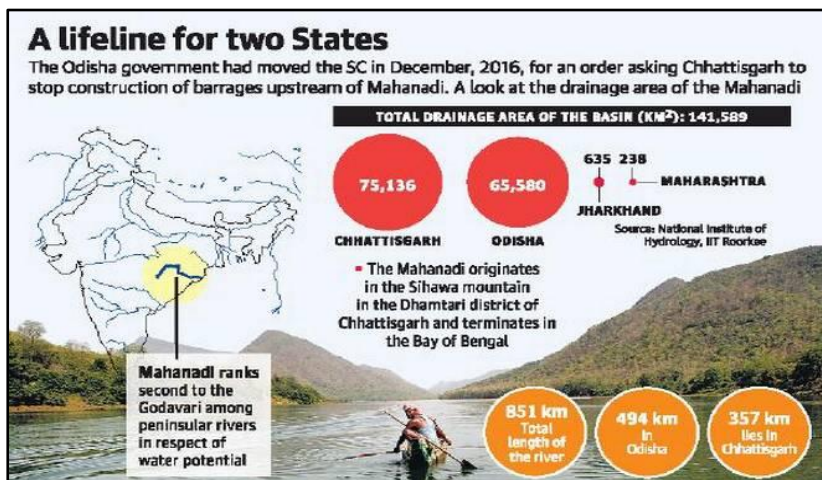 A lifeline for two States
The Odisha government had moved the SC in December, 2016, for an order asking Chhattisgarh to
stop construction of barrages upstream of Mahanadi. A look at the drainage area of the Mahanadi
TOTAL DRAINAGE AREA OF THE BASIN (KM²): 141,589
75,136
CHHATTISGARH
65,580
ODISHA
635
JHARKHAND
238
MAHARASHTRA
Source: National Institute of
Hydrology, IIT Roorkee
The Mahanadi originates
in the Sihawa mountain
in the Dhamtari district of
Chhattisgarh and terminates in
the Bay of Bengal
Mahanadi ranks
second to the
Godavari among
peninsular rivers
in respect of
water potential
851 km
Total
length of
the river
494 km
In
Odisha
357 km
lies in
Chhattisgarh